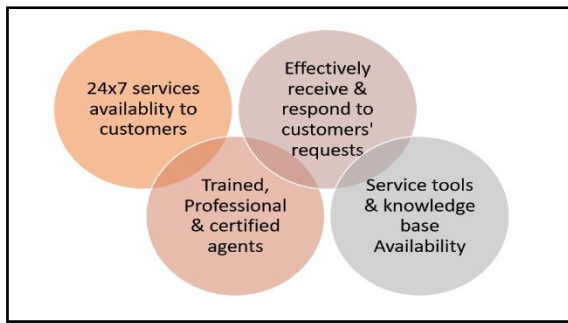 24x7 services
availablity to
customers
Effectively
receive &
respond to
customers'
requests
Trained,
Professional
& certified
agents
Service tools
& knowledge
base
Availability